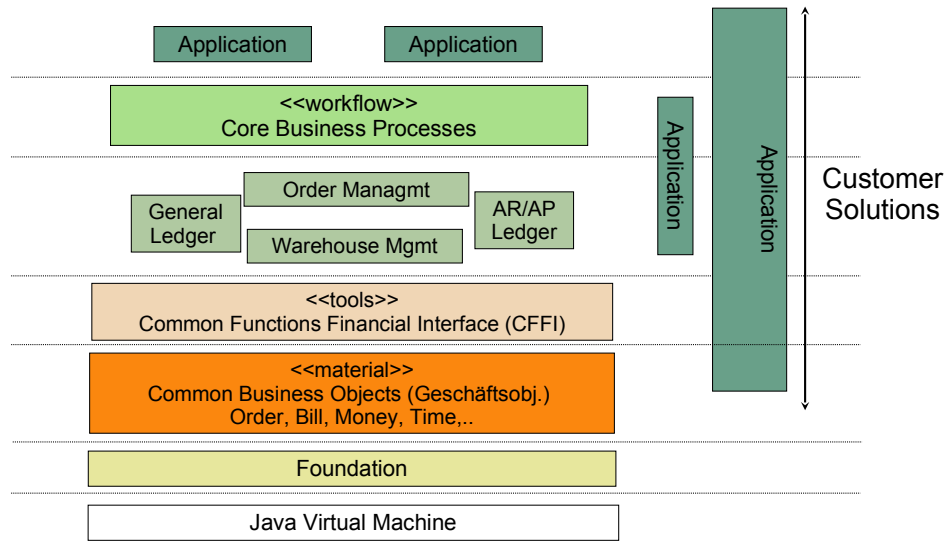 Application
Application
<<workflow>>
Core Business Processes
Order Managmt
General
Ledger
AR/AP
Ledger
Warehouse Mgmt
<<tools>>
Common Functions Financial Interface (CFFI)
<<material>>
Common Business Objects (Geschäftsobj.)
Order, Bill, Money, Time,..
Foundation
Java Virtual Machine
Application
Application
Customer
Solutions